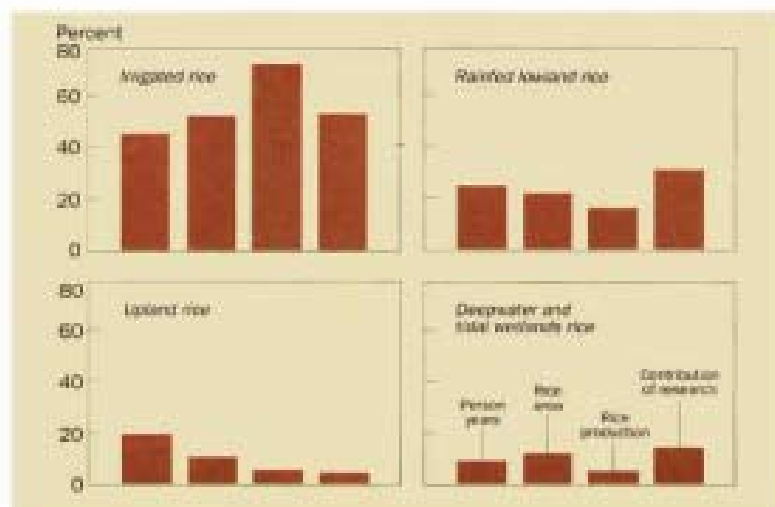 Percent
80
Irrigated rice
60
40
20
0
Rainfed lowland rice
80
Upland rice
60
40
20
0
Deepwater and
tidal wetlands rice
Person
years
Rice
area
Rice
production
Contribution
of research